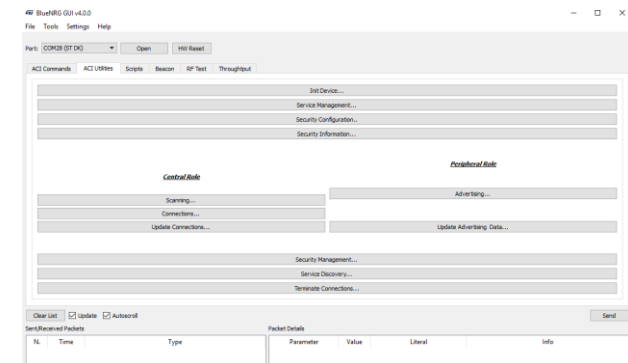 BlueNRG GUI v4.0.0
File Tools Settings Help
Port: COM28 (ST DK) Open HW Reset
ACI Commands ACI Utilities Scripts Beacon RF Test Throughput
Init Device...
Service Management...
Security Configuration..
Security Information...
Central Role
Peripheral Role
Scanning...
Advertising...
Connections...
Update Connections...
Update Advertising Data...
Security Management...
Service Discovery...
Terminate Connections...
Clear List Update Autoscroll Send
Sent/Received Packets Packet Details
N. Time Type Parameter Value Literal Info